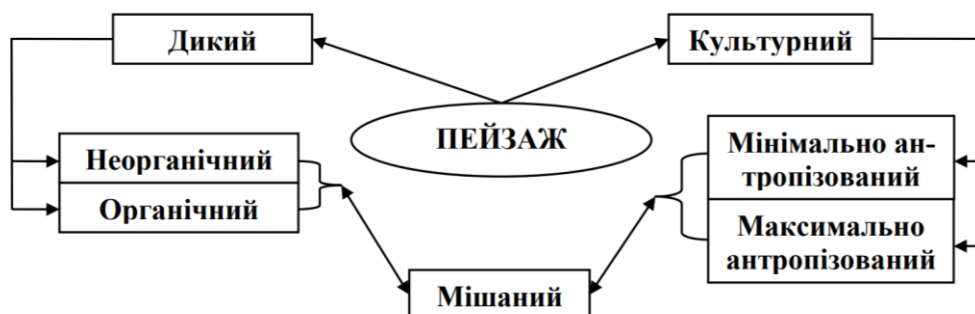 Дикий
Культурний
ПЕЙЗАЖ
Неорганічний
Органічний
Мінімально ан-
тропізований
Максимально
антропізований
Мішаний